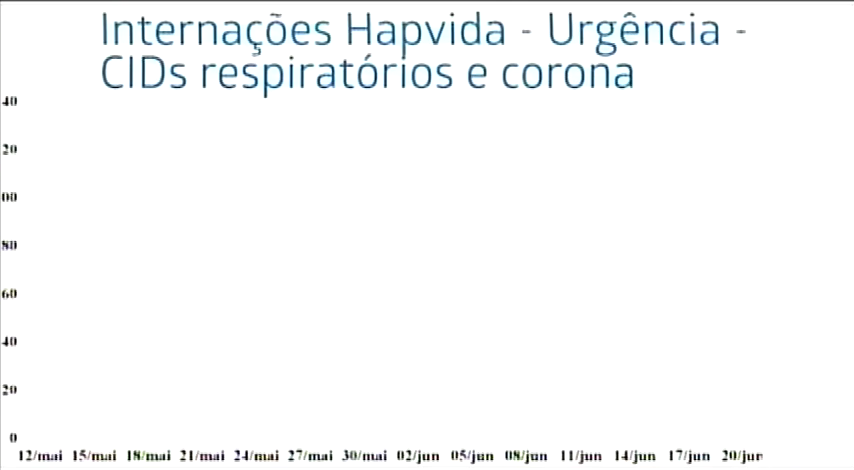 Internações Hapvida - Urgência -
CIDs respiratórios e corona
40
20
00
80
60
40
20
0
12/mai 15/mai 18/mai 21/mai 24/mai 27/mai 30/mai 02/jun 05/jun 08/jun 11/jun 14/jun 17/jun 20/jun